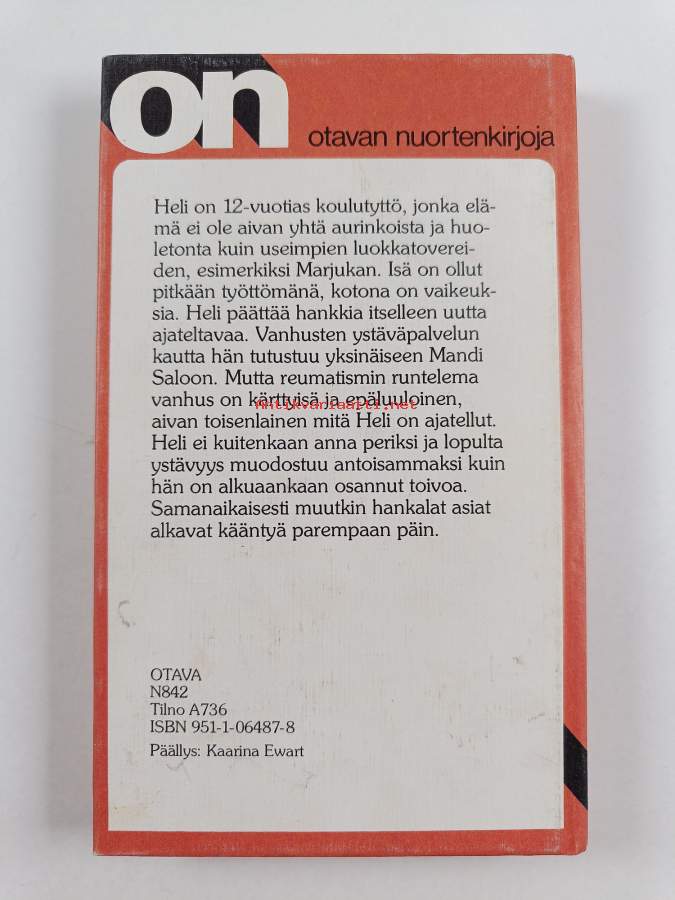 on
otavan nuortenkirjoja
Heli on 12-vuotias koulutyttö, jonka elä-
mä ei ole aivan yhtä aurinkoista ja huo-
letonta kuin useimpien luokkatoverei-
den, esimerkiksi Marjukan. Isä on ollut
pitkään työttömänä, kotona on vaikeuk-
sia. Heli päättää hankkia itselleen uutta
ajateltavaa. Vanhusten ystäväpalvelun
kautta hän tutustuu yksinäiseen Mandi
Saloon. Mutta reumatismin runtelema
vanhus on kärttyisä ja epäluuloinen,
Antikvariaatti.net
aivan toisenlainen mitä Heli on ajatellut.
Heli ei kuitenkaan anna periksi ja lopulta
ystävyys muodostuu antoisammaksi kuin
hän on alkuaankaan osannut toivoa.
Samanaikaisesti muutkin hankalat asiat
alkavat kääntyä parempaan päin.
OTAVA
N842
Tilno A736
ISBN 951-1-06487-8
Päällys: Kaarina Ewart